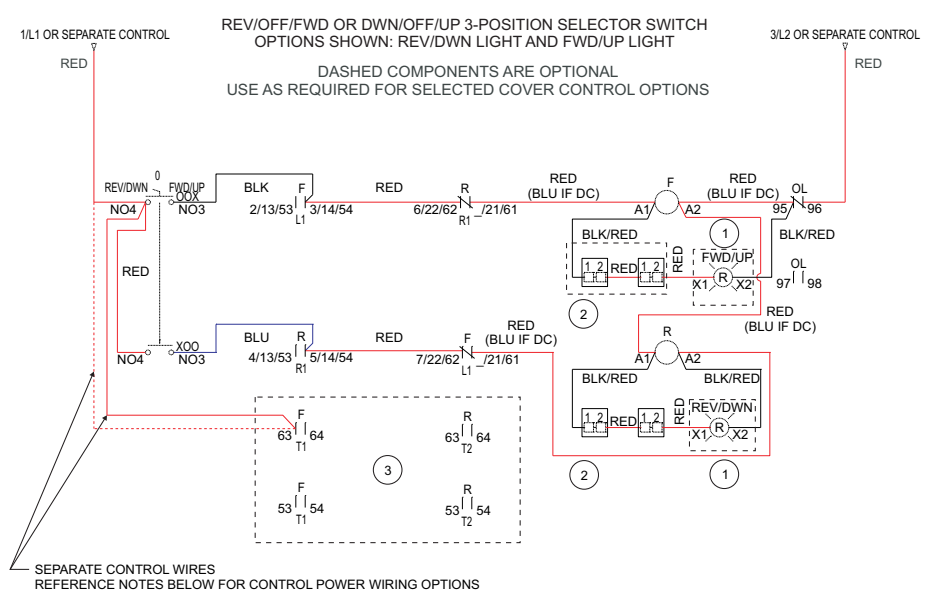 REV/OFF/FWD OR DWN/OFF/UP 3-POSITION SELECTOR SWITCH
OPTIONS SHOWN: REV/DWN LIGHT AND FWD/UP LIGHT
1/L1 OR SEPARATE CONTROL
3/L2 OR SEPARATE CONTROL
RED
RED
DASHED COMPONENTS ARE OPTIONAL
USE AS REQUIRED FOR SELECTED COVER CONTROL OPTIONS
0
REV/DWN
FWD/UP
OOX
NO4
NO3
BLK
F
2/13/53
3/14/54
L1
RED
R
6/22/62
_/21/61
R1
RED
(BLU IF DC)
F
A1
A2
RED
(BLU IF DC)
OL
95
96
1
BLK/RED
BLK/RED
FWD/UP
1 2
RED
1 2
RED
R
X1
X2
OL
97
98
RED
2
RED
(BLU IF DC)
XOO
NO4
NO3
BLU
R
4/13/53
5/14/54
R1
RED
F
7/22/62
_/21/61
L1
RED
(BLU IF DC)
R
A1
A2
BLK/RED
BLK/RED
REV/DWN
1 2
RED
1 2
RED
R
X1
X2
F
63
64
T1
R
63
64
T2
3
2
1
F
53
54
T1
R
53
54
T2
SEPARATE CONTROL WIRES
REFERENCE NOTES BELOW FOR CONTROL POWER WIRING OPTIONS